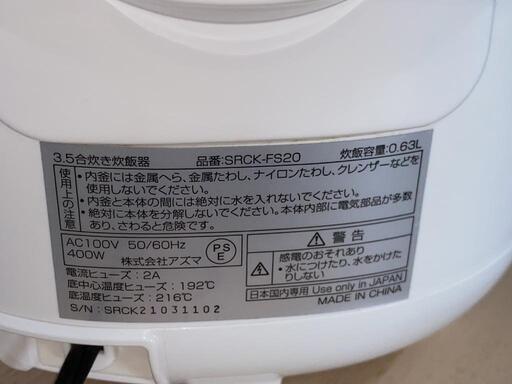 3.5合炊き炊飯器 品番:SRCK-FS20 炊飯容量:0.63L
使用上の注意
・内釜には金属へら、金属たわし、ナイロンたわし、クレンザーなどを
使用しないでください。
・内釜と本体の間には絶対に水を入れないでください。
・絶対に本体を分解しないでください。本体内部に電気部品が多数
あり、さわると危険です。
AC100V 50/60Hz
400W 株式会社アズマ
PSE
電流ヒューズ:2A
底中心温度ヒューズ:192℃
底温度ヒューズ:216℃
S/N:SRCK21031102
警告
感電のおそれあり
・水につけたり、水をかけた
りしない
日本国内専用 Use only in JAPAN
MADE IN CHINA